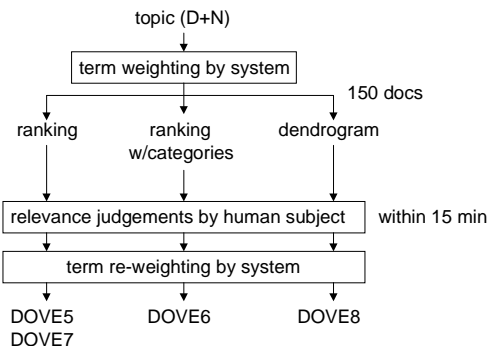 topic (D+N)
term weighting by system
150 docs
ranking ranking dendrogram
w/categories
relevance judgements by human subject within 15 min
term re-weighting by system
DOVE5 DOVE6 DOVE8
DOVE7